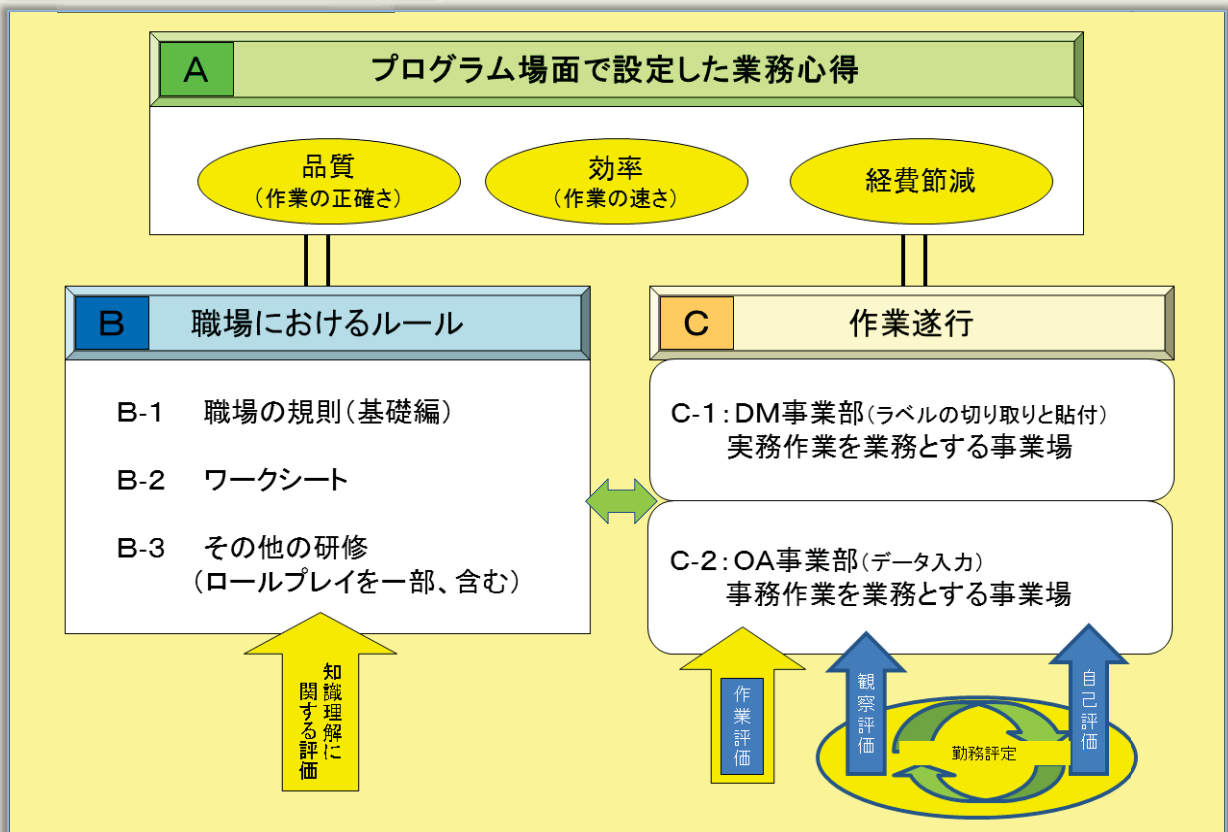 A プログラム場面で設定した業務心得
品質
(作業の正確さ)
効率
(作業の速さ)
経費節減
B 職場におけるルール
B-1 職場の規則(基礎編)
B-2 ワークシート
B-3 その他の研修
(ロールプレイを一部、含む)
知識理解に
関する評価
C 作業遂行
C-1:DM事業部(ラベルの切り取りと貼付)
実務作業を業務とする事業場
C-2:OA事業部(データ入力)
事務作業を業務とする事業場
作業評価
観察評価
自己評価
勤務評定